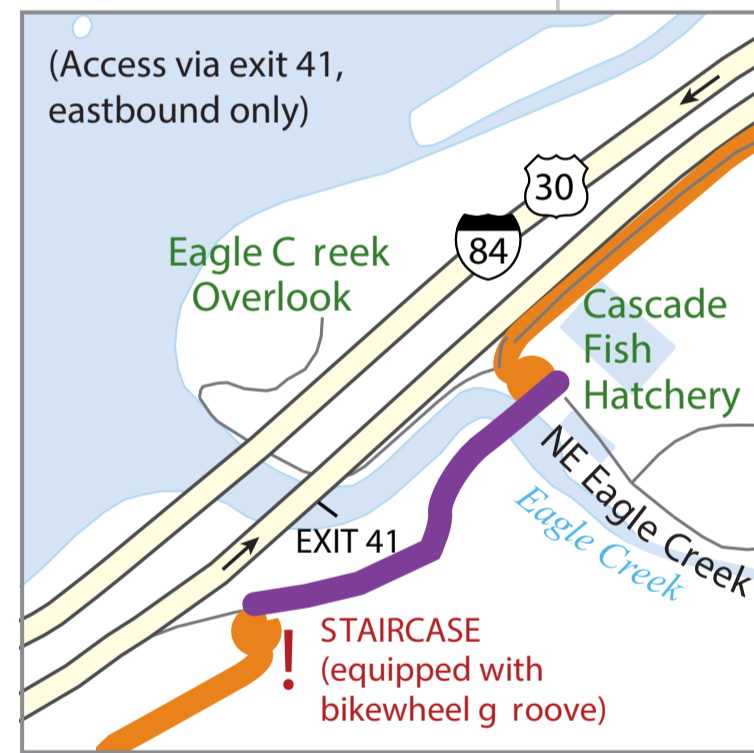 (Access via exit 41,
eastbound only)
30
84
Eagle C reek
Overlook
Cascade
Fish
Hatchery
NE Eagle Creek
Eagle Creek
EXIT 41
!
STAIRCASE
(equipped with
bikewheel g roove)